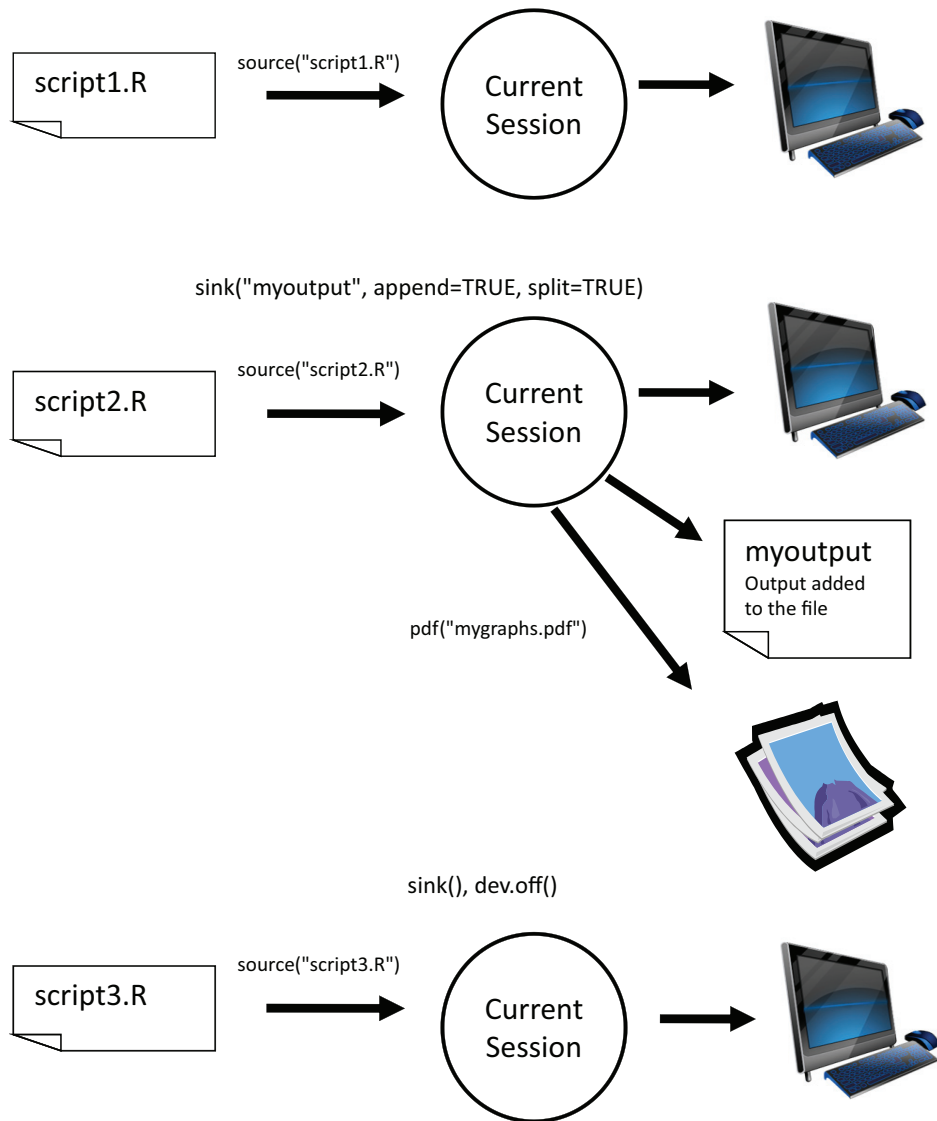 script1.R
source("script1.R")
Current
Session
sink("myoutput", append=TRUE, split=TRUE)
script2.R
source("script2.R")
Current
Session
myoutput
Output added
to the file
pdf("mygraphs.pdf")
sink(), dev.off()
script3.R
source("script3.R")
Current
Session